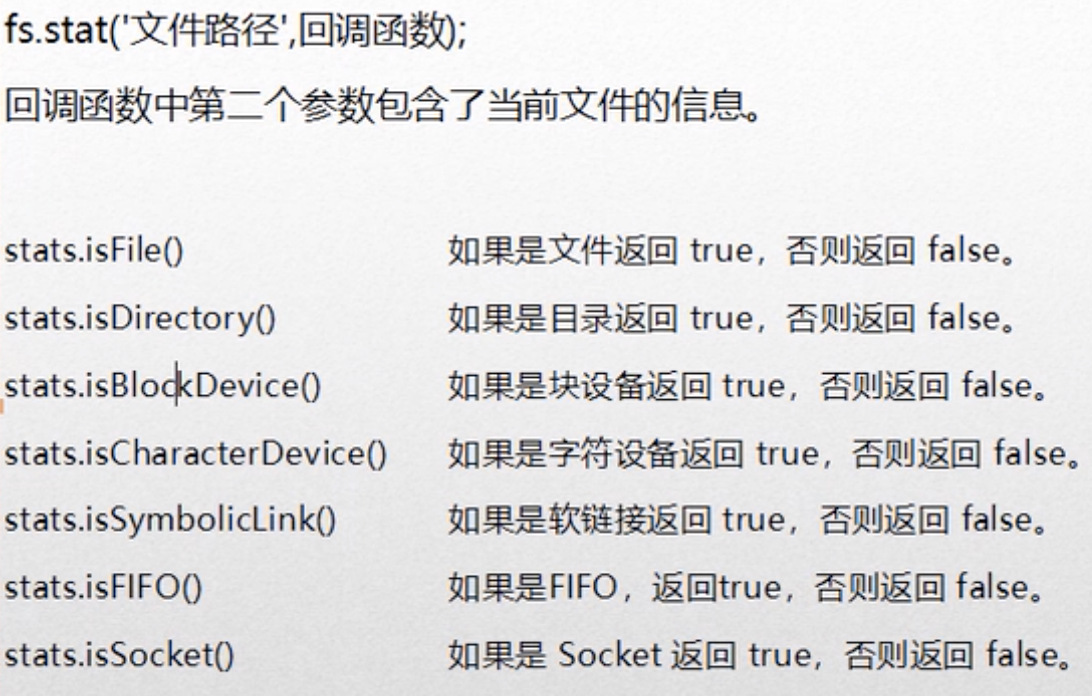 fs.stat('文件路径',回调函数);
回调函数中第二个参数包含了当前文件的信息。
stats.isFile() 如果是文件返回 true，否则返回 false。
stats.isDirectory() 如果是目录返回 true，否则返回 false。
stats.isBlockDevice() 如果是块设备返回 true，否则返回 false。
stats.isCharacterDevice() 如果是字符设备返回 true，否则返回 false。
stats.isSymbolicLink() 如果是软链接返回 true，否则返回 false。
stats.isFIFO() 如果是FIFO，返回true，否则返回 false。
stats.isSocket() 如果是 Socket 返回 true，否则返回 false。